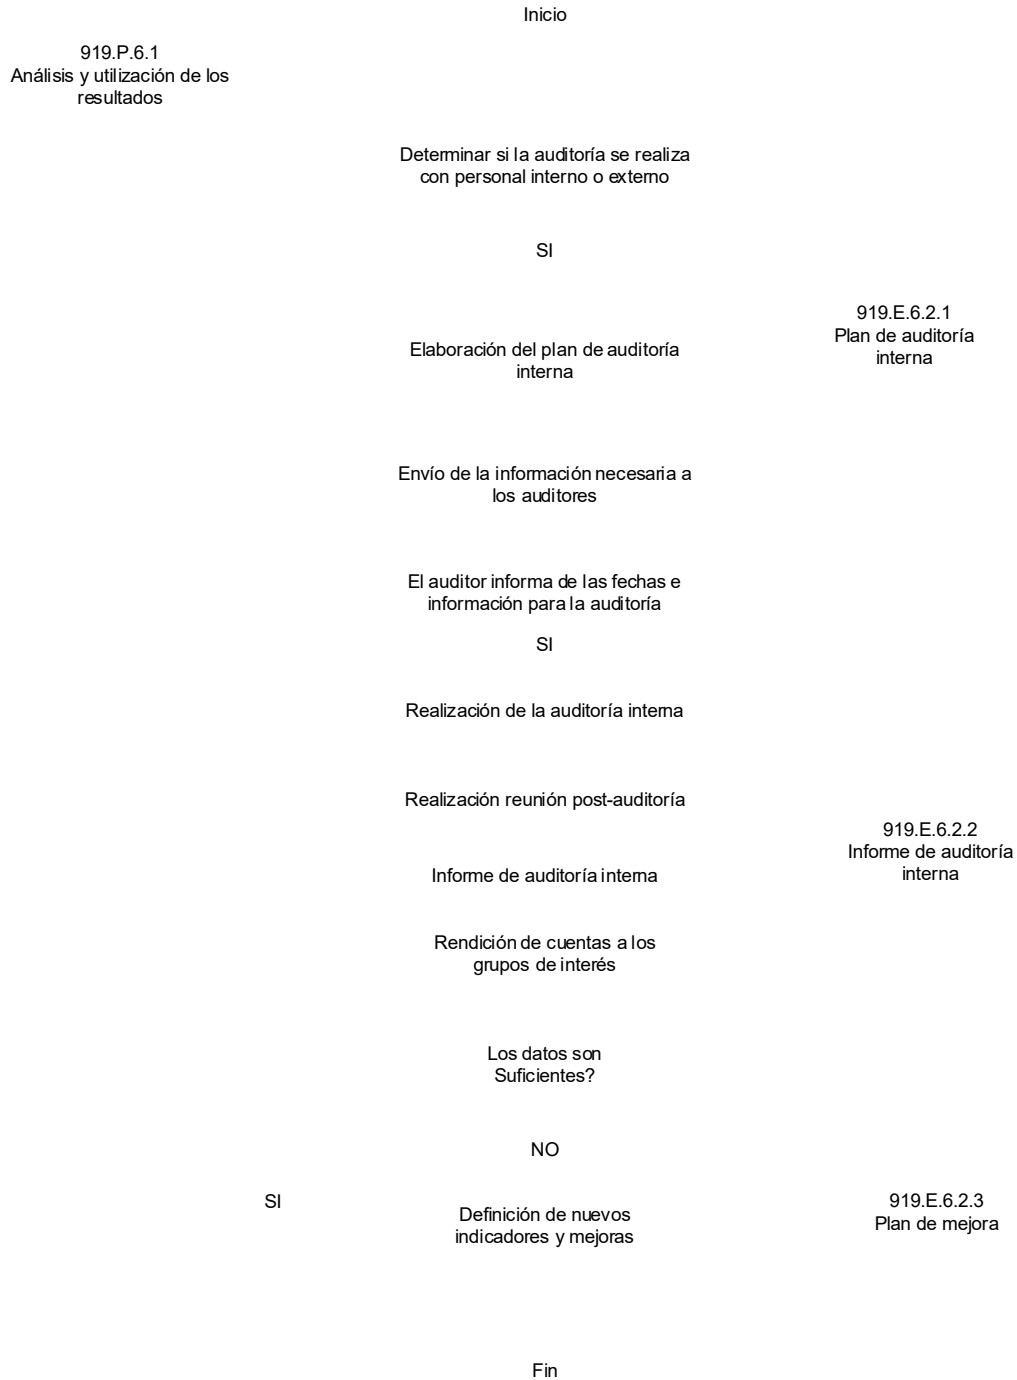 Inicio
919.P.6.1
Análisis y utilización de los
resultados
Determinar si la auditoría se realiza
con personal interno o externo
SI
919.E.6.2.1
Plan de auditoría
interna
Elaboración del plan de auditoría
interna
Envío de la información necesaria a
los auditores
El auditor informa de las fechas e
información para la auditoría
SI
Realización de la auditoría interna
Realización reunión post-auditoría
919.E.6.2.2
Informe de auditoría
interna
Informe de auditoría interna
Rendición de cuentas a los
grupos de interés
Los datos son
Suficientes?
NO
SI
Definición de nuevos
indicadores y mejoras
919.E.6.2.3
Plan de mejora
Fin